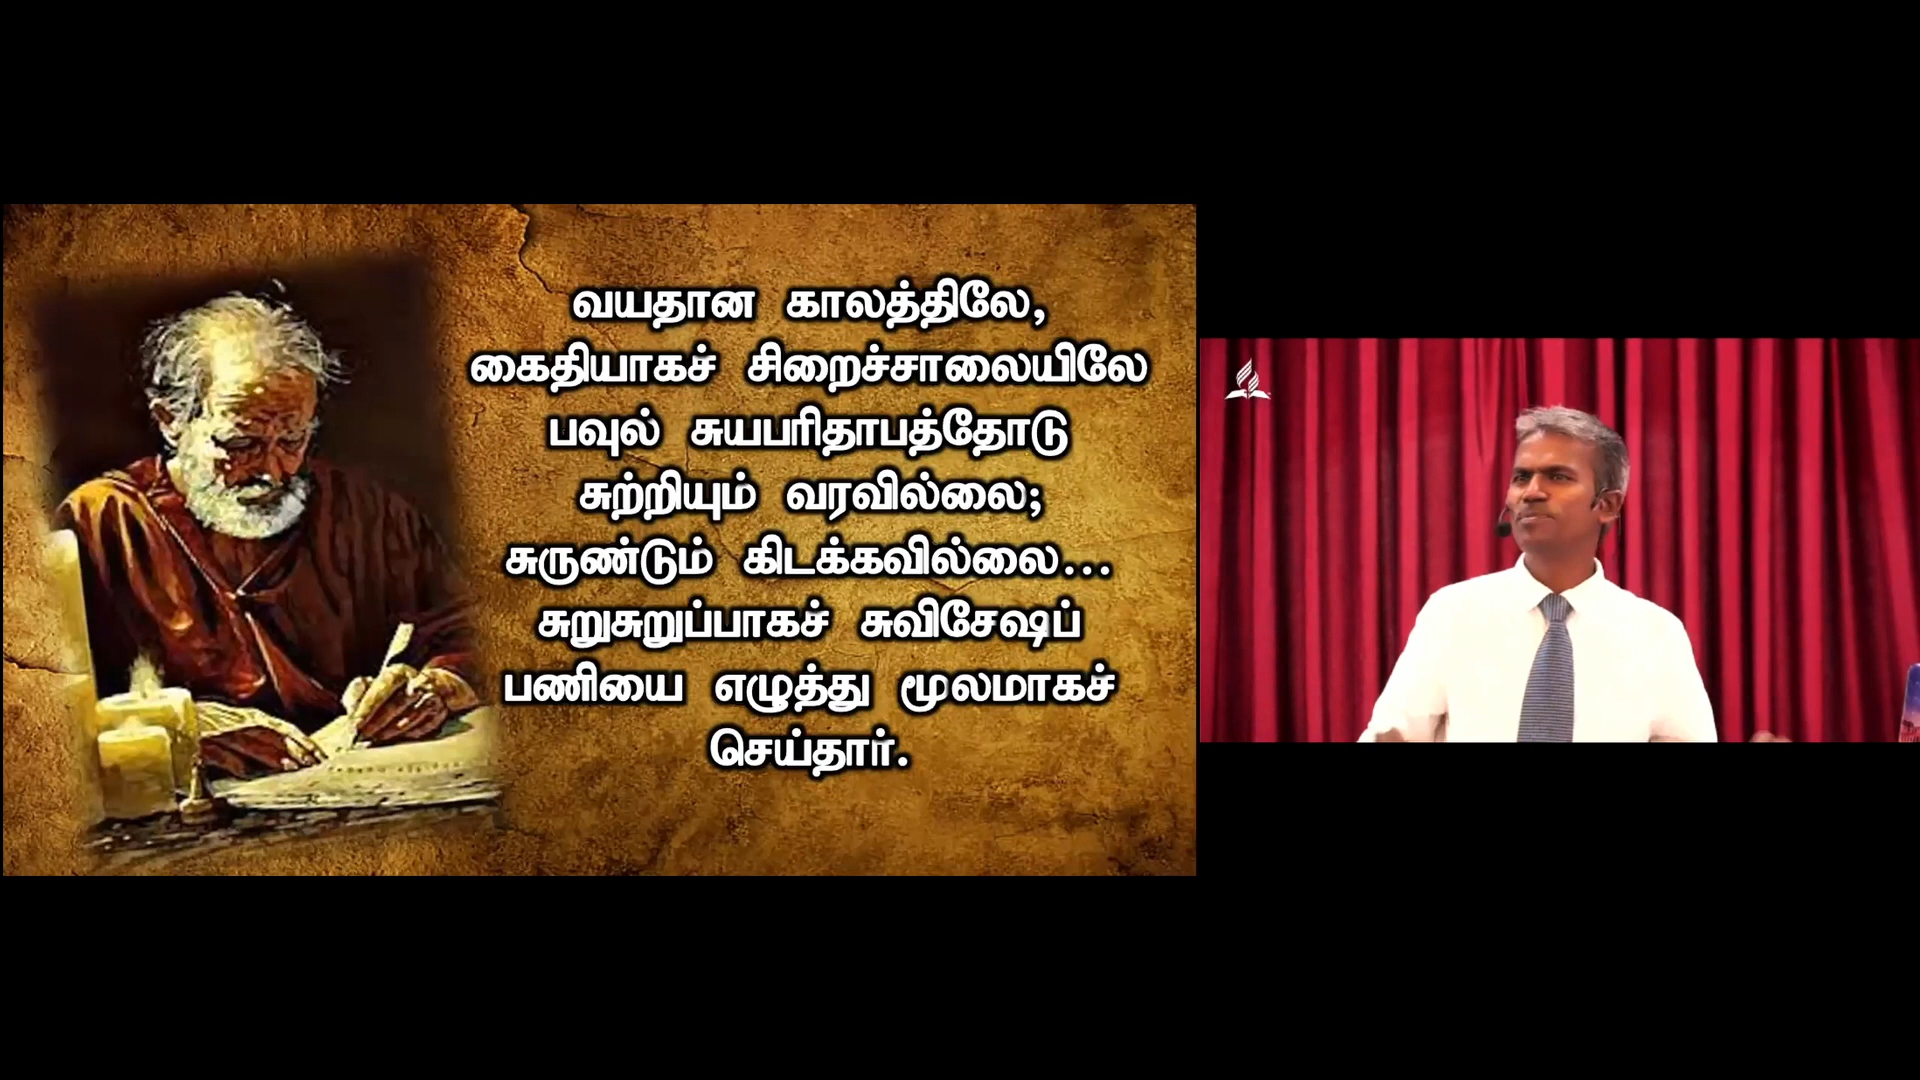 வயதான காலத்திலே,
கைதியாகச் சிறைச்சாலையிலே
பவுல் சுயபரிதாபத்தோடு
சுற்றியும் வரவில்லை;
சுருண்டும் கிடக்கவில்லை...
சுறுசுறுப்பாகச் சுவிசேஷப்
பணியை எழுத்து மூலமாகச்
செய்தார்.